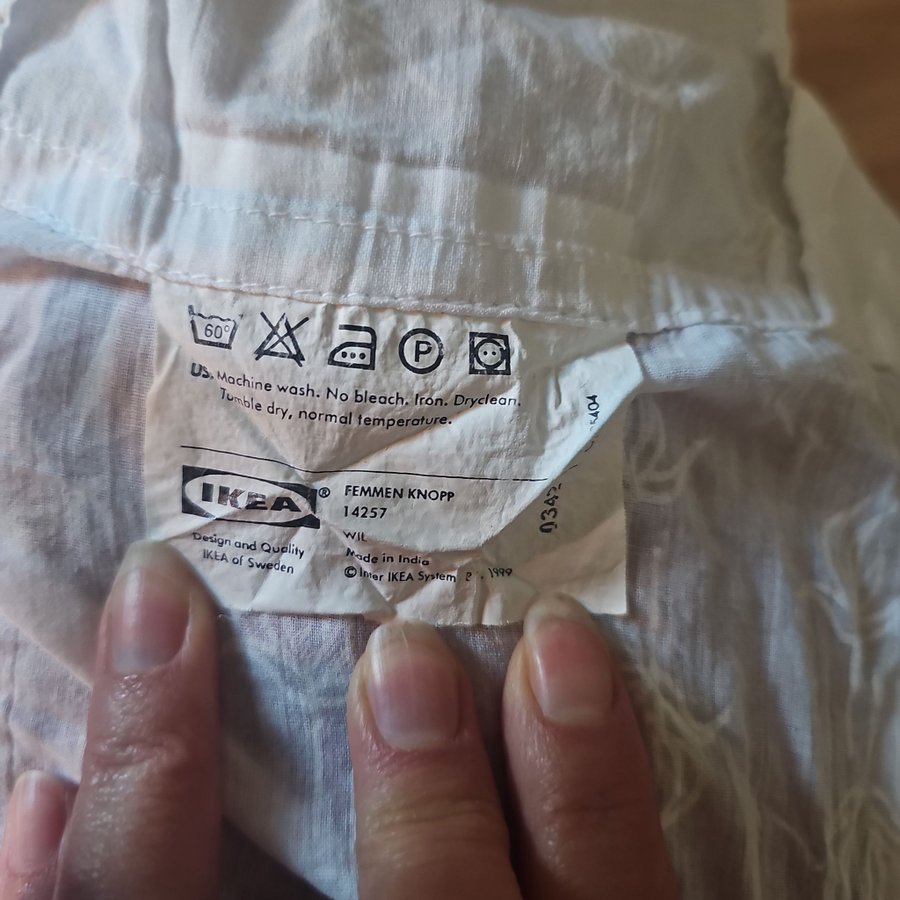 60°
P
US. Machine wash. No bleach. Iron. Dryclean.
Tumble dry, normal temperature.
IKEA®
Design and Quality
IKEA of Sweden
FEMMEN KNOPP
14257
WIL
Made in India
© Inter IKEA System 1999